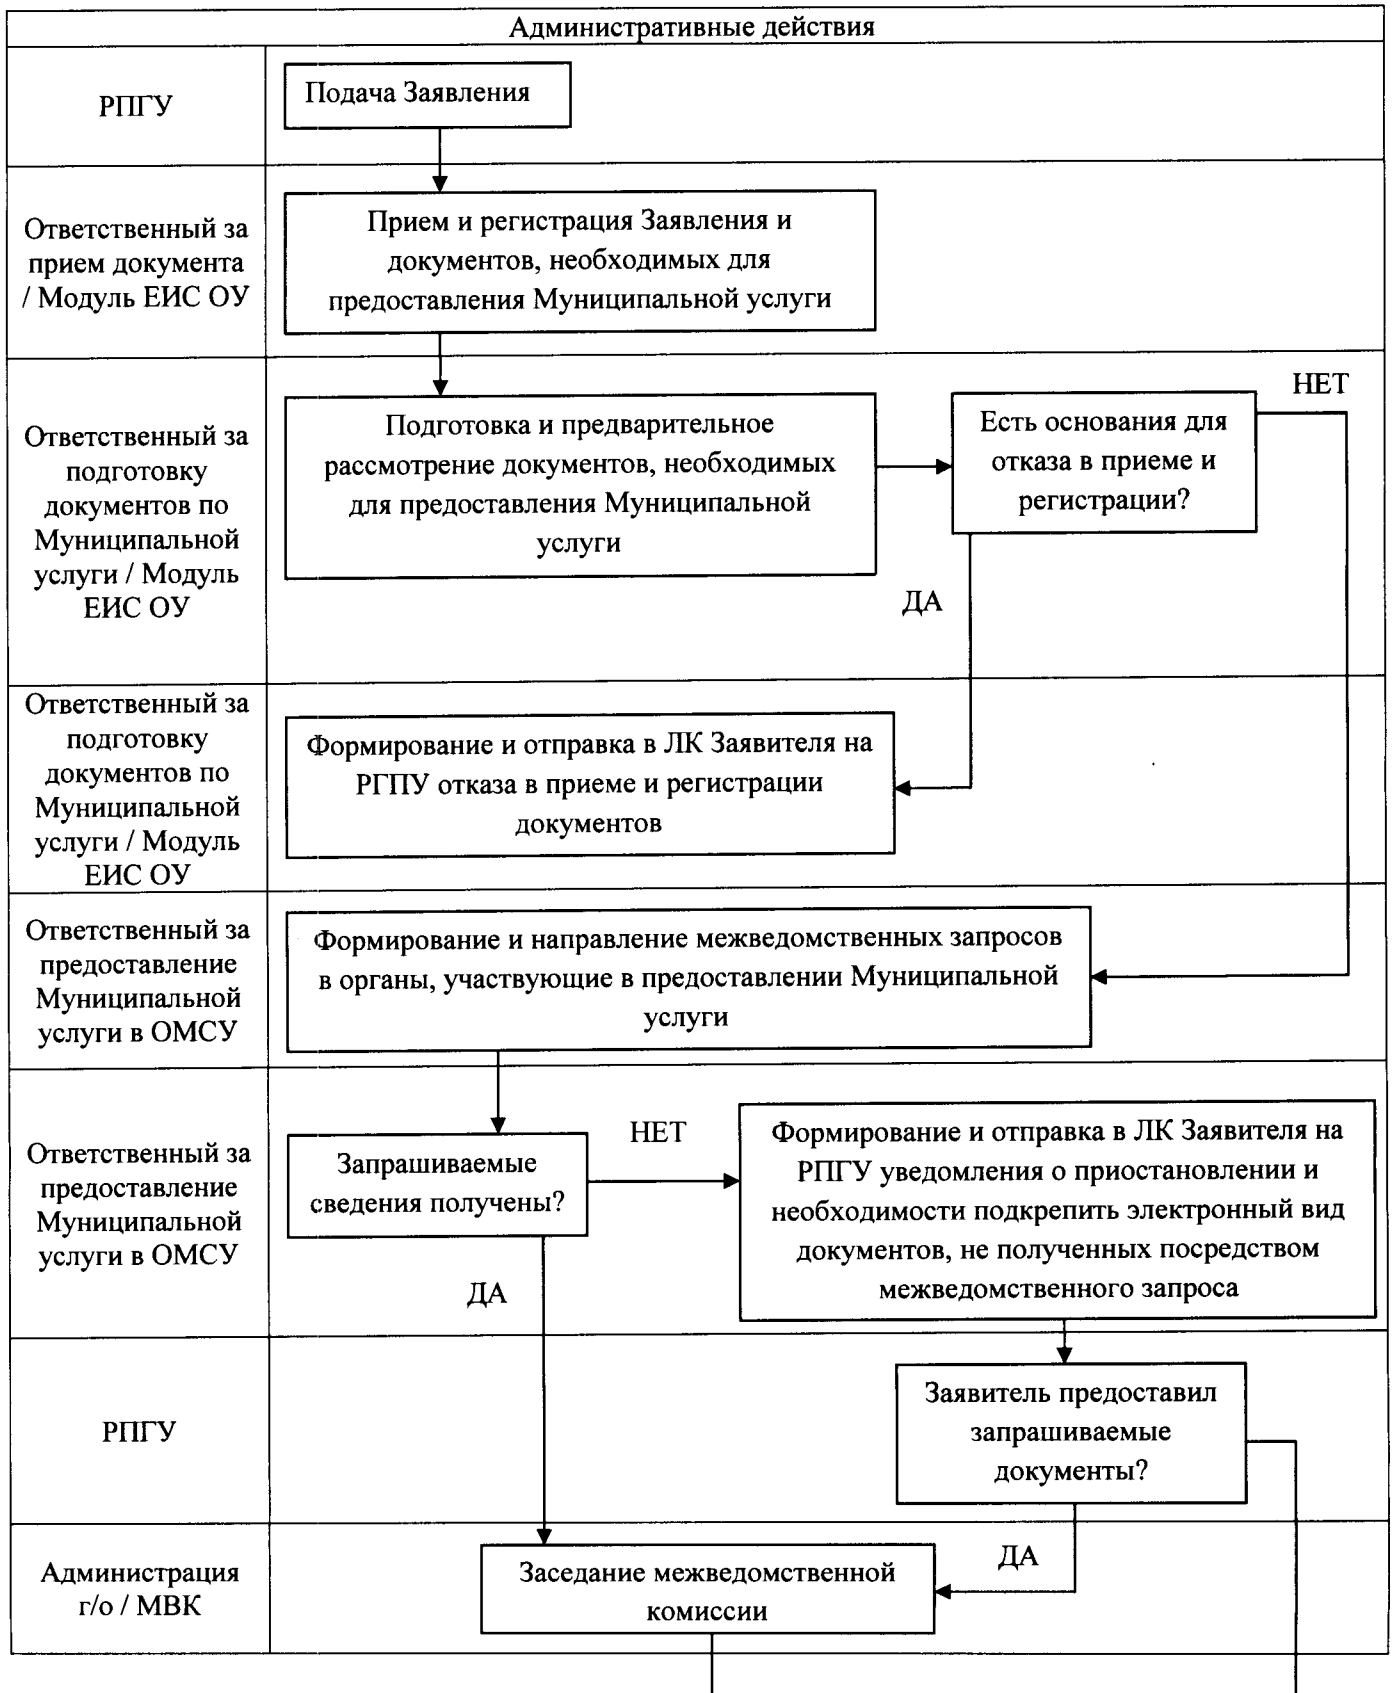 Административные действия
РПГУ
Подача Заявления
Ответственный за
прием документа
/ Модуль ЕИС ОУ
Прием и регистрация Заявления и
документов, необходимых для
предоставления Муниципальной услуги
Ответственный за
подготовку
документов по
Муниципальной
услуги / Модуль
ЕИС ОУ
Подготовка и предварительное
рассмотрение документов, необходимых
для предоставления Муниципальной
услуги
Есть основания для
отказа в приеме и
регистрации?
НЕТ
ДА
Ответственный за
подготовку
документов по
Муниципальной
услуги / Модуль
ЕИС ОУ
Формирование и отправка в ЛК Заявителя на
РГПУ отказа в приеме и регистрации
документов
Ответственный за
предоставление
Муниципальной
услуги в ОМСУ
Формирование и направление межведомственных запросов
в органы, участвующие в предоставлении Муниципальной
услуги
Ответственный за
предоставление
Муниципальной
услуги в ОМСУ
Запрашиваемые
сведения получены?
НЕТ
ДА
Формирование и отправка в ЛК Заявителя на
РПГУ уведомления о приостановлении и
необходимости подкрепить электронный вид
документов, не полученных посредством
межведомственного запроса
РПГУ
Заявитель предоставил
запрашиваемые
документы?
Администрация
г/о / МВК
Заседание межведомственной
комиссии
ДА